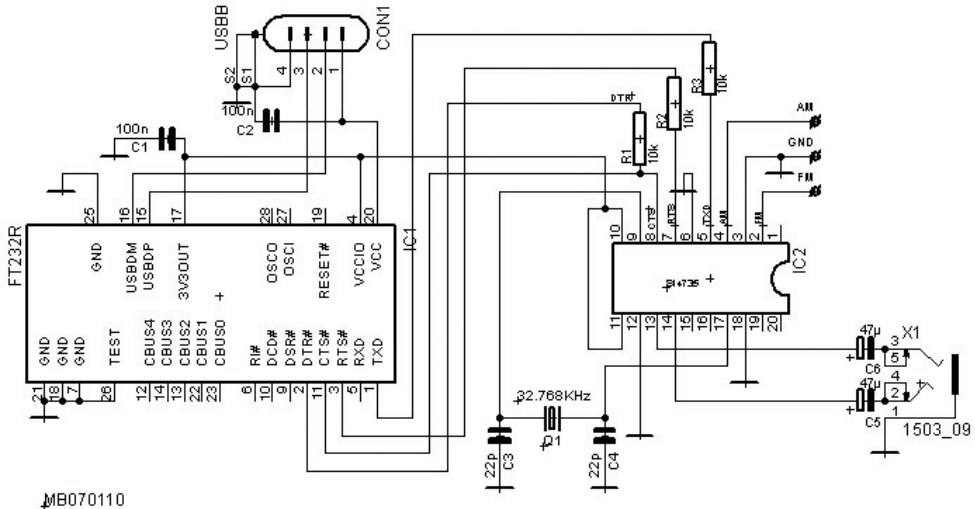 USBB
CON1
S2
S1
4
3
2
1
100n
C2
100n
C1
DTR
R1
10k
R2
10k
R3
10k
AM
GND
FM
25
16
15
17
28
27
19
4
20
IC1
FT232R
GND
USBDM
USBDP
3V3OUT
OSCO
OSCI
RESET#
VCCIO
VCC
GND
GND
GND
TEST
CBUS4
CBUS3
CBUS2
CBUS1
CBUS0
RI#
DCD#
DSR#
DTR#
CTS#
RTS#
RXD
TXD
21
18
7
26
12
14
13
22
23
6
10
9
2
11
3
5
1
CTS
RTS
TXD
AM
FM
10
9
8
7
6
5
4
3
2
1
IC2
SI4735
11
12
13
14
15
16
17
18
19
20
32.768KHz
Q1
22p
C3
22p
C4
47µ
C6
47µ
C5
X1
3
5
4
2
1
1503_09
MB070110